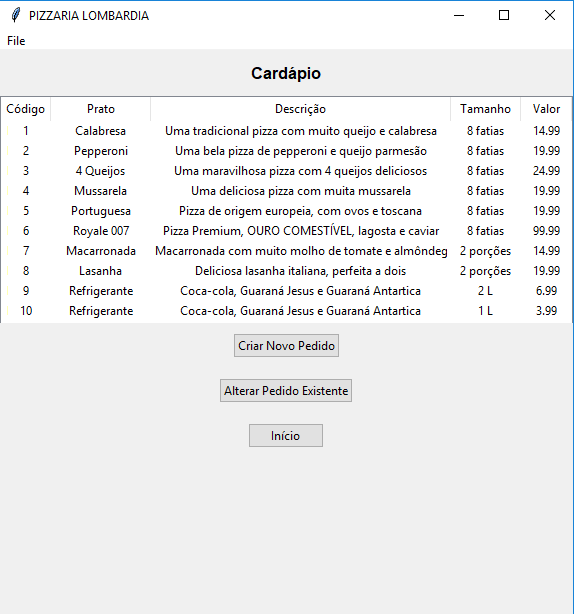 PIZZARIA LOMBARDIA
File
Cardápio
Código Prato Descrição Tamanho Valor
1 Calabresa Uma tradicional pizza com muito queijo e calabresa 8 fatias 14.99
2 Pepperoni Uma bela pizza de pepperoni e queijo parmesão 8 fatias 19.99
3 4 Queijos Uma maravilhosa pizza com 4 queijos deliciosos 8 fatias 24.99
4 Mussarela Uma deliciosa pizza com muita mussarela 8 fatias 19.99
5 Portuguesa Pizza de origem europeia, com ovos e toscana 8 fatias 19.99
6 Royale 007 Pizza Premium, OURO COMESTÍVEL, lagosta e caviar 8 fatias 99.99
7 Macarronada Macarronada com muito molho de tomate e almôndeg 2 porções 14.99
8 Lasanha Deliciosa lasanha italiana, perfeita a dois 2 porções 19.99
9 Refrigerante Coca-cola, Guaraná Jesus e Guaraná Antartica 2 L 6.99
10 Refrigerante Coca-cola, Guaraná Jesus e Guaraná Antartica 1 L 3.99
Criar Novo Pedido
Alterar Pedido Existente
Início